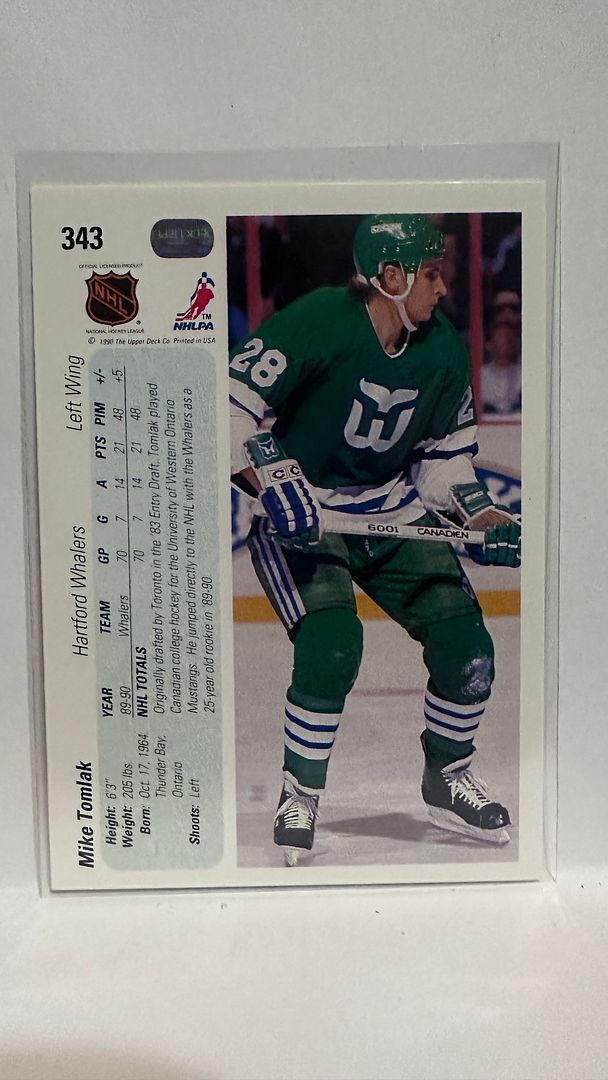 343
OFFICIAL LICENSED PRODUCT
NHL
®
NATIONAL HOCKEY LEAGUE
TM
NHLPA
© 1990 The Upper Deck Co. Printed in USA
Mike Tomlak Hartford Whalers Left Wing
Height: 6'3"
Weight: 205 lbs.
Born: Oct. 17, 1964
Thunder Bay,
Ontario
Shoots: Left
YEAR TEAM GP G A PTS PIM +/-
89-90 Whalers 70 7 14 21 48 +5
NHL TOTALS 70 7 14 21 48
Originally drafted by Toronto in the '83 Entry Draft, Tomlak played
Canadian college hockey for the University of Western Ontario
Mustangs. He jumped directly to the NHL with the Whalers as a
25-year old rookie in '89-90.
28
28
CC
6001 CANADIEN